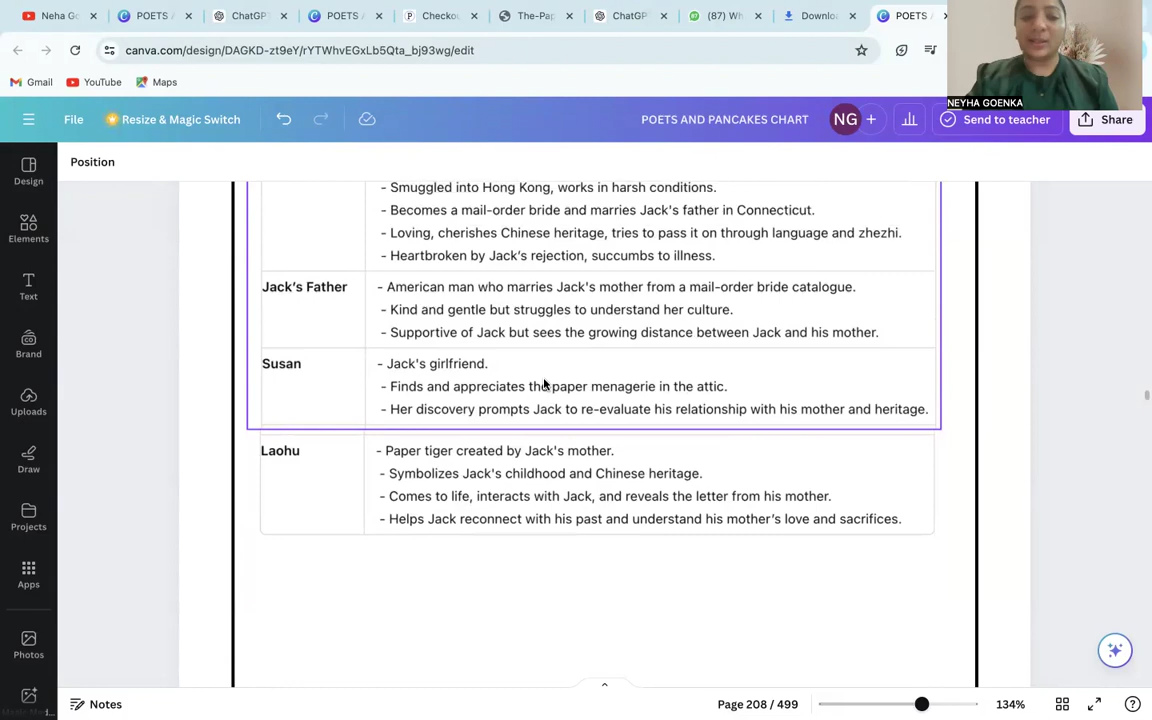 Neha Go
POETS A
ChatGP
POETS A
Checkou
The-Pap
ChatGP
(87) Wh
Downloa
POETS A
canva.com/design/DAGKD-zt9eY/rYTWhvEGxLb5Qta_bj93wg/edit
Gmail
YouTube
Maps
NEYHA GOENKA
File
Resize & Magic Switch
POETS AND PANCAKES CHART
NG
Send to teacher
Share
Design
Position
Elements
Text
Brand
Uploads
Draw
Projects
Apps
Photos
- Smuggled into Hong Kong, works in harsh conditions.
- Becomes a mail-order bride and marries Jack's father in Connecticut.
- Loving, cherishes Chinese heritage, tries to pass it on through language and zhezhi.
- Heartbroken by Jack's rejection, succumbs to illness.
Jack's Father
- American man who marries Jack's mother from a mail-order bride catalogue.
- Kind and gentle but struggles to understand her culture.
- Supportive of Jack but sees the growing distance between Jack and his mother.
Susan
- Jack's girlfriend.
- Finds and appreciates the paper menagerie in the attic.
- Her discovery prompts Jack to re-evaluate his relationship with his mother and heritage.
Laohu
- Paper tiger created by Jack's mother.
- Symbolizes Jack's childhood and Chinese heritage.
- Comes to life, interacts with Jack, and reveals the letter from his mother.
- Helps Jack reconnect with his past and understand his mother's love and sacrifices.
Notes
Page 208 / 499
134%